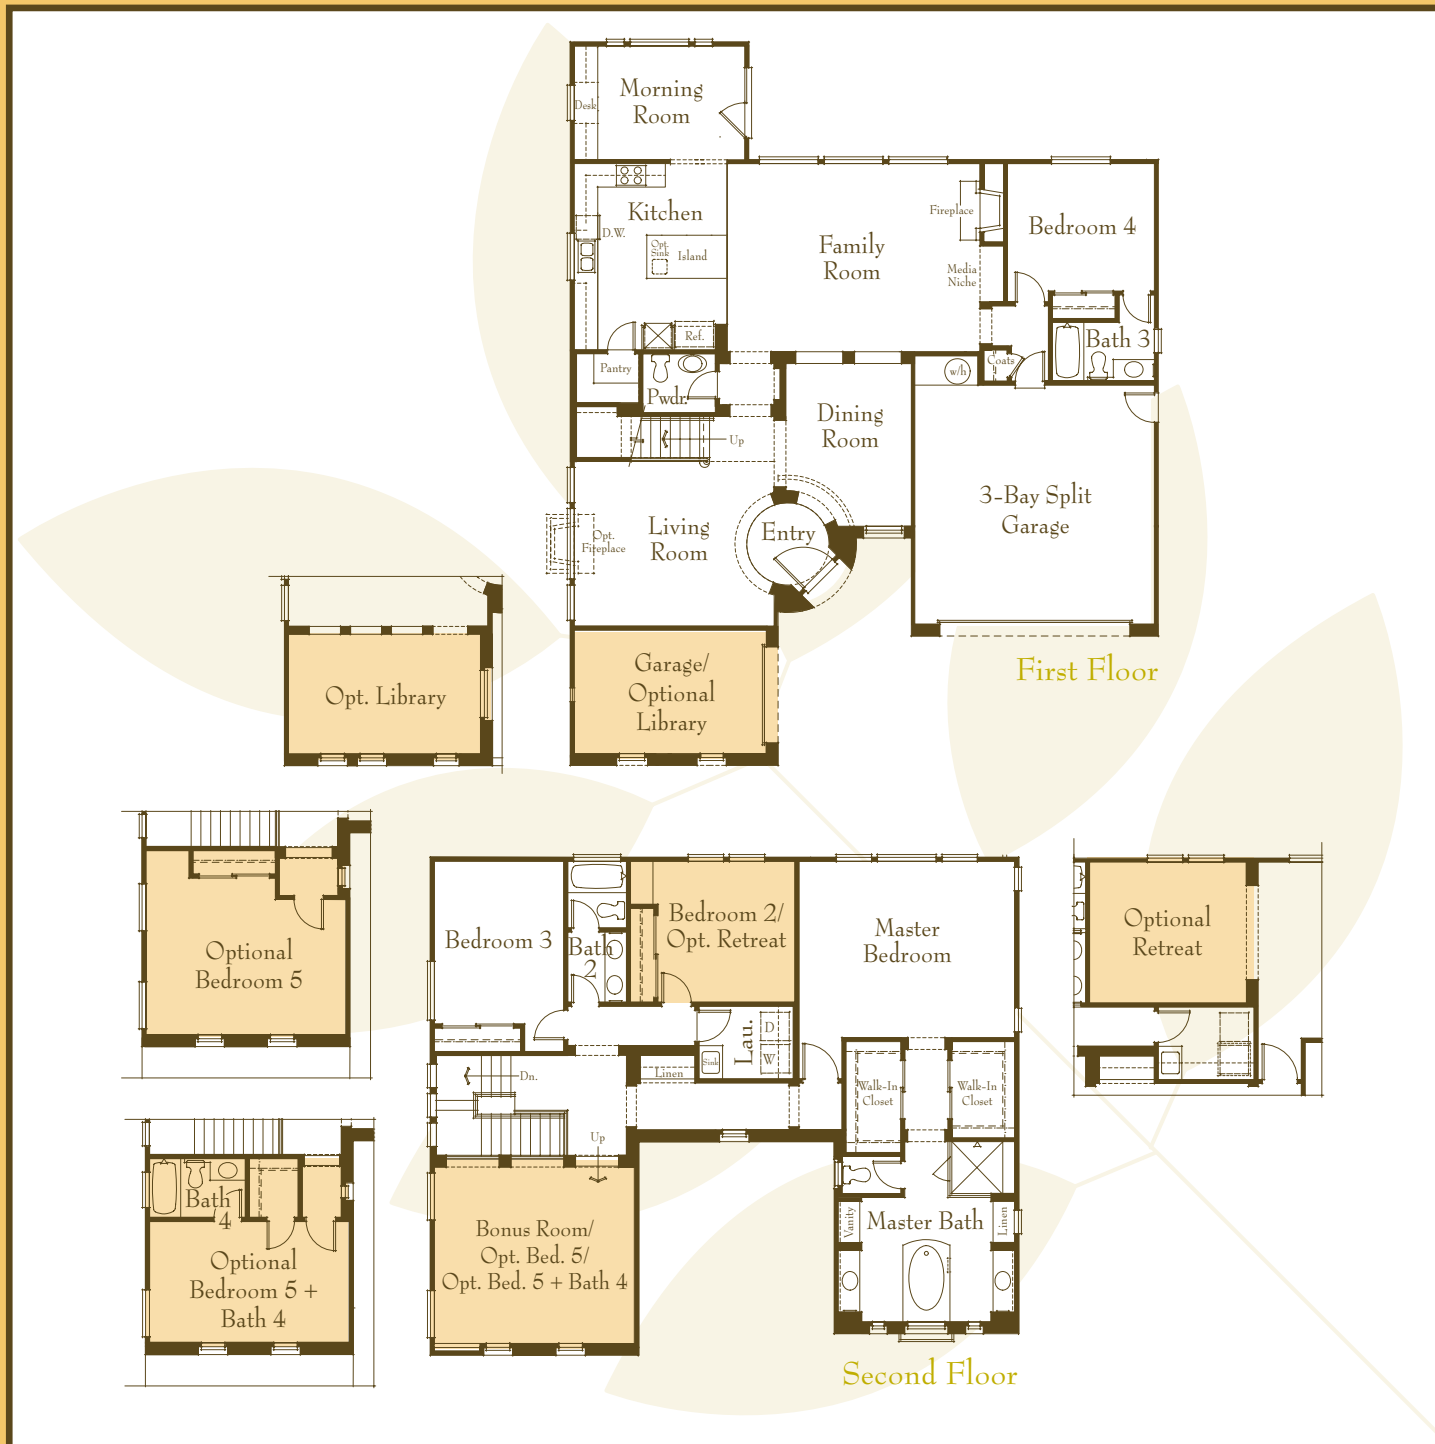 Morning
Room
Desk
Kitchen
D.W.
Opt.
Sink
Island
Ref.
Pantry
Pwdr.
Family
Room
Fireplace
Media
Niche
Bedroom 4
Bath 3
Coats
w/h
Dining
Room
Up
3-Bay Split
Garage
Living
Room
Opt.
Fireplace
Entry
Garage/
Optional
Library
First Floor
Opt. Library
Optional
Bedroom 5
Bedroom 3
Bath
2
Bedroom 2/
Opt. Retreat
Master
Bedroom
Optional
Retreat
Lau.
D
W
Sink
Linen
Dn.
Up
Walk-In
Closet
Walk-In
Closet
Bath
4
Optional
Bedroom 5 +
Bath 4
Bonus Room/
Opt. Bed. 5/
Opt. Bed. 5 + Bath 4
Vanity
Master Bath
Linen
Second Floor